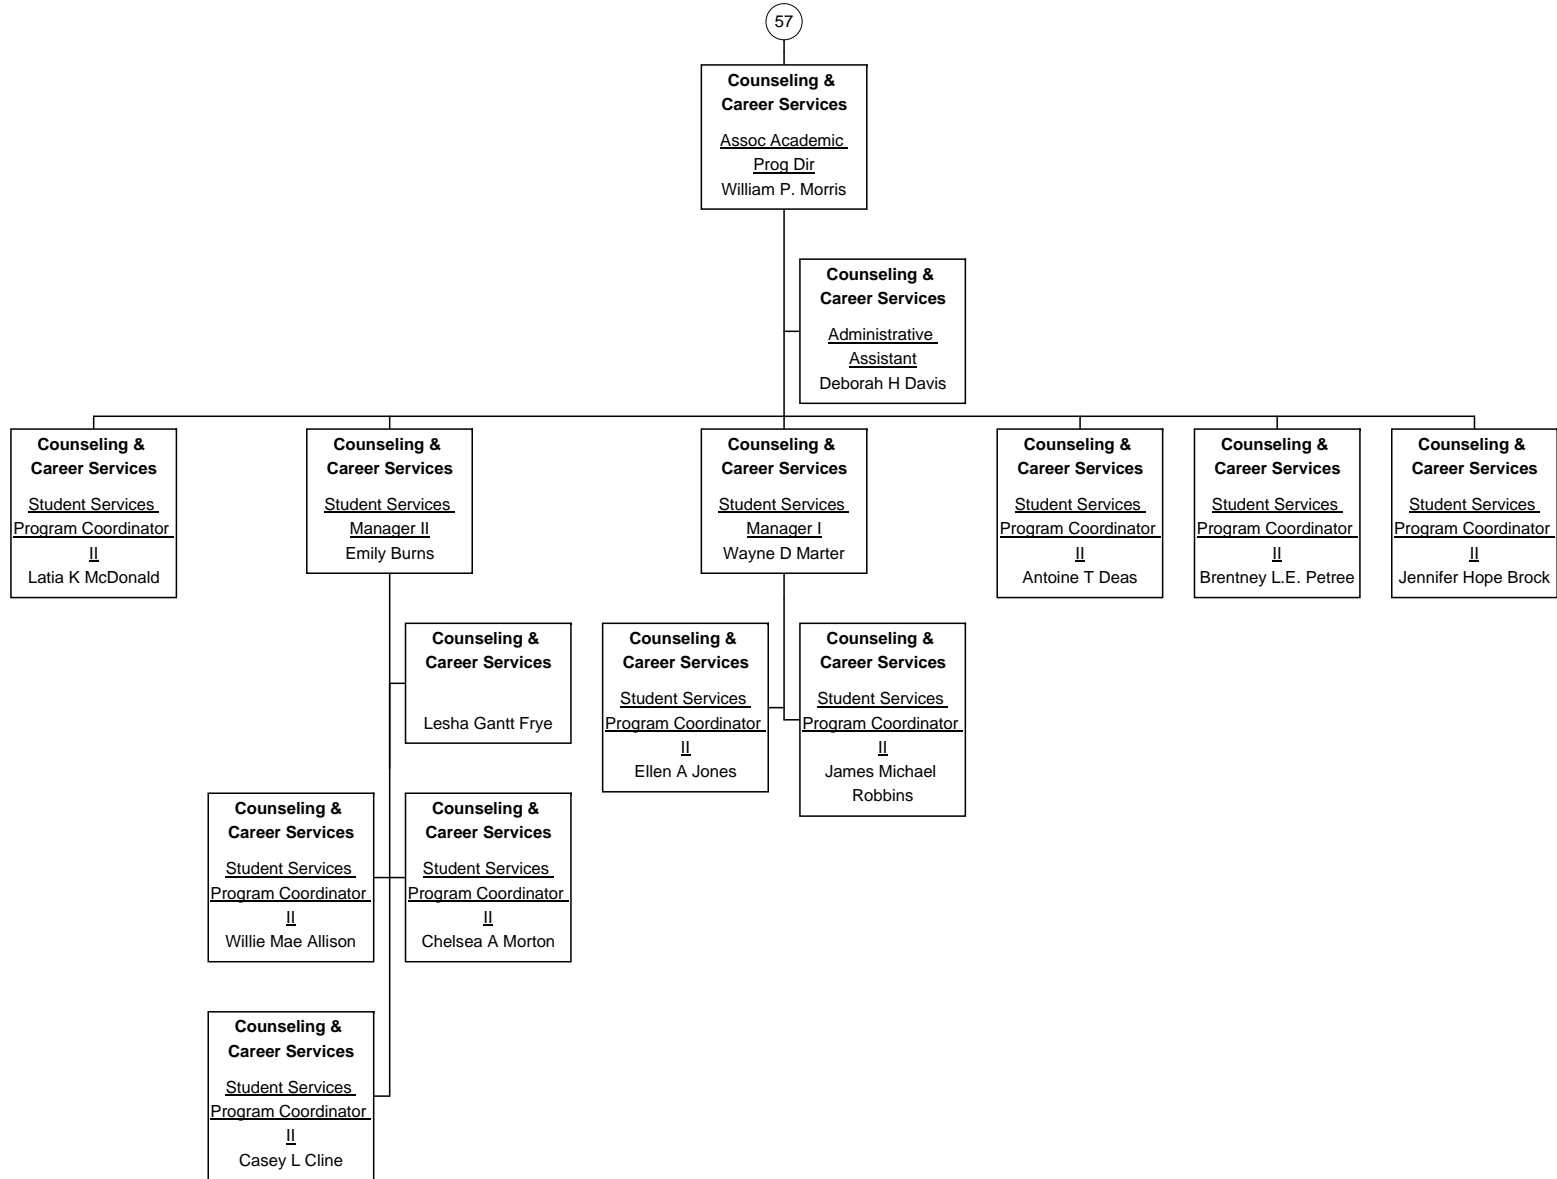 57
Counseling &
Career Services
Assoc Academic
Prog Dir
William P. Morris
Counseling &
Career Services
Administrative
Assistant
Deborah H Davis
Counseling &
Career Services
Student Services
Program Coordinator
II
Latia K McDonald
Counseling &
Career Services
Student Services
Manager II
Emily Burns
Counseling &
Career Services
Student Services
Manager I
Wayne D Marter
Counseling &
Career Services
Student Services
Program Coordinator
II
Antoine T Deas
Counseling &
Career Services
Student Services
Program Coordinator
II
Brentney L.E. Petree
Counseling &
Career Services
Student Services
Program Coordinator
II
Jennifer Hope Brock
Counseling &
Career Services
Lesha Gantt Frye
Counseling &
Career Services
Student Services
Program Coordinator
II
Ellen A Jones
Counseling &
Career Services
Student Services
Program Coordinator
II
James Michael
Robbins
Counseling &
Career Services
Student Services
Program Coordinator
II
Willie Mae Allison
Counseling &
Career Services
Student Services
Program Coordinator
II
Chelsea A Morton
Counseling &
Career Services
Student Services
Program Coordinator
II
Casey L Cline